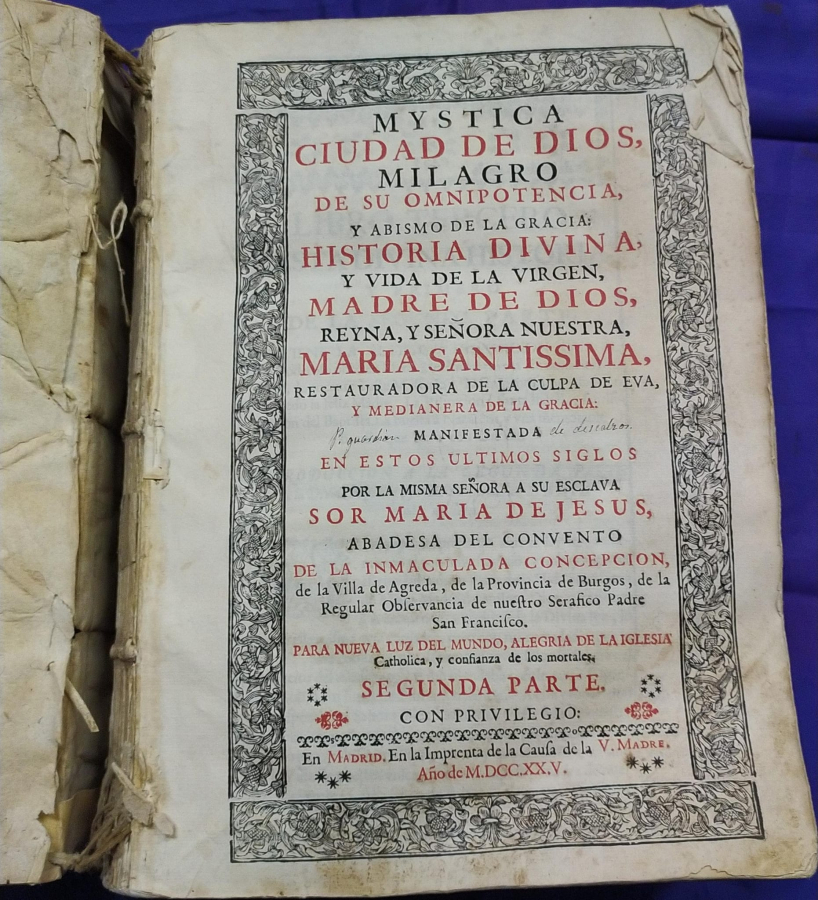 MYSTICA
CIUDAD DE DIOS,
MILAGRO
DE SU OMNIPOTENCIA,
Y ABISMO DE LA GRACIA:
HISTORIA DIVINA,
Y VIDA DE LA VIRGEN,
MADRE DE DIOS,
REYNA, Y SEÑORA NUESTRA,
MARIA SANTISSIMA,
RESTAURADORA DE LA CULPA DE EVA,
Y MEDIANERA DE LA GRACIA:
P. guardian MANIFESTADA de descalzos.
EN ESTOS ULTIMOS SIGLOS
POR LA MISMA SEÑORA A SU ESCLAVA
SOR MARIA DE JESUS,
ABADESA DEL CONVENTO
DE LA INMACULADA CONCEPCION,
de la Villa de Agreda, de la Provincia de Burgos, de la
Regular Obſervancia de nueſtro Serafico Padre
San Franciſco.
PARA NUEVA LUZ DEL MUNDO, ALEGRIA DE LA IGLESIA
Catholica, y confianza de los mortales.
SEGUNDA PARTE.
CON PRIVILEGIO:
En MADRID. En la Imprenta de la Cauſa de la V. MADRE.
Año de M.DCC.XX.V.